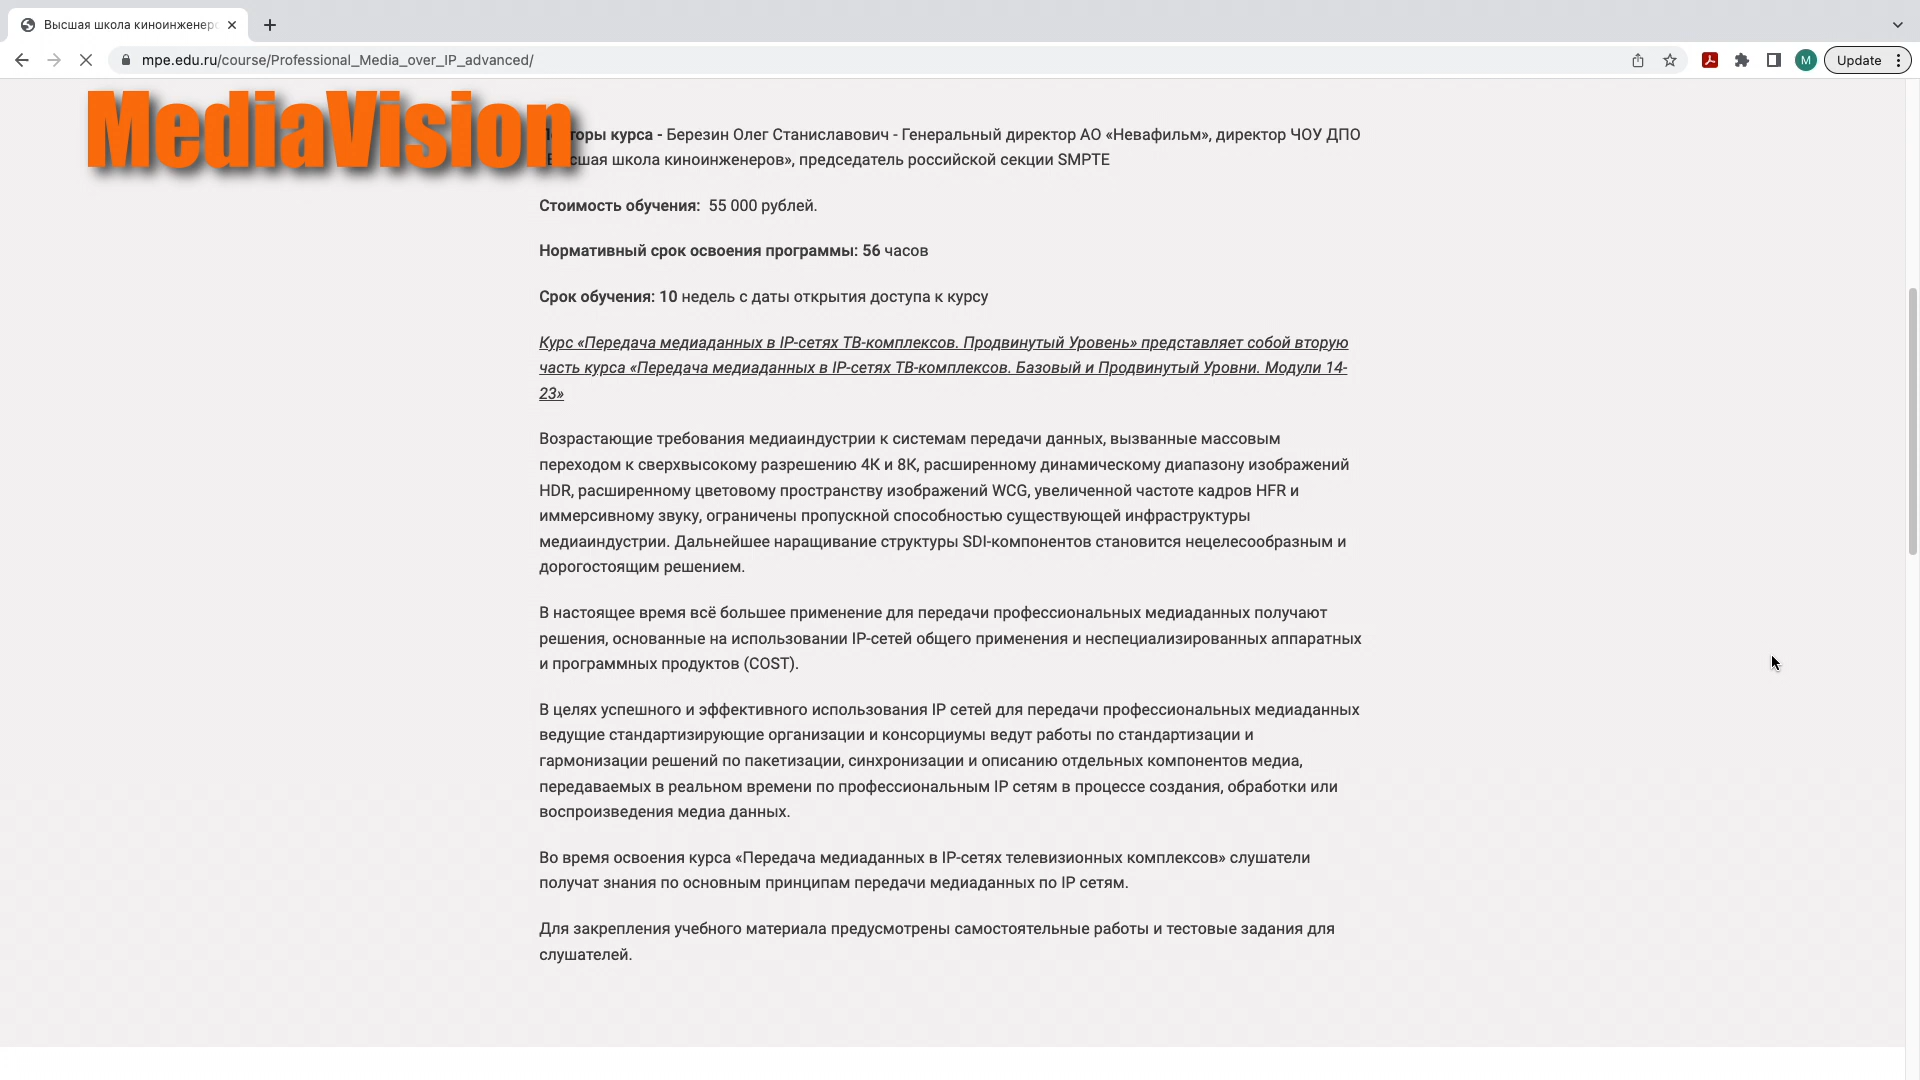 Высшая школа киноинженер
mpe.edu.ru/course/Professional_Media_over_IP_advanced/
M
Update
MediaVision
курса - Березин Олег Станиславович - Генеральный директор АО «Невафильм», директор ЧОУ ДПО
школа киноинженеров», председатель российской секции SMPTE
Стоимость обучения: 55 000 рублей.
Нормативный срок освоения программы: 56 часов
Срок обучения: 10 недель с даты открытия доступа к курсу
Курс «Передача медиаданных в IP-сетях ТВ-комплексов. Продвинутый Уровень» представляет собой вторую
часть курса «Передача медиаданных в IP-сетях ТВ-комплексов. Базовый и Продвинутый Уровни. Модули 14-
23»
Возрастающие требования медиаиндустрии к системам передачи данных, вызванные массовым
переходом к сверхвысокому разрешению 4К и 8К, расширенному динамическому диапазону изображений
HDR, расширенному цветовому пространству изображений WCG, увеличенной частоте кадров HFR и
иммерсивному звуку, ограничены пропускной способностью существующей инфраструктуры
медиаиндустрии. Дальнейшее наращивание структуры SDI-компонентов становится нецелесообразным и
дорогостоящим решением.
В настоящее время всё большее применение для передачи профессиональных медиаданных получают
решения, основанные на использовании IP-сетей общего применения и неспециализированных аппаратных
и программных продуктов (COST).
В целях успешного и эффективного использования IP сетей для передачи профессиональных медиаданных
ведущие стандартизирующие организации и консорциумы ведут работы по стандартизации и
гармонизации решений по пакетизации, синхронизации и описанию отдельных компонентов медиа,
передаваемых в реальном времени по профессиональным IP сетям в процессе создания, обработки или
воспроизведения медиа данных.
Во время освоения курса «Передача медиаданных в IP-сетях телевизионных комплексов» слушатели
получат знания по основным принципам передачи медиаданных по IP сетям.
Для закрепления учебного материала предусмотрены самостоятельные работы и тестовые задания для
слушателей.